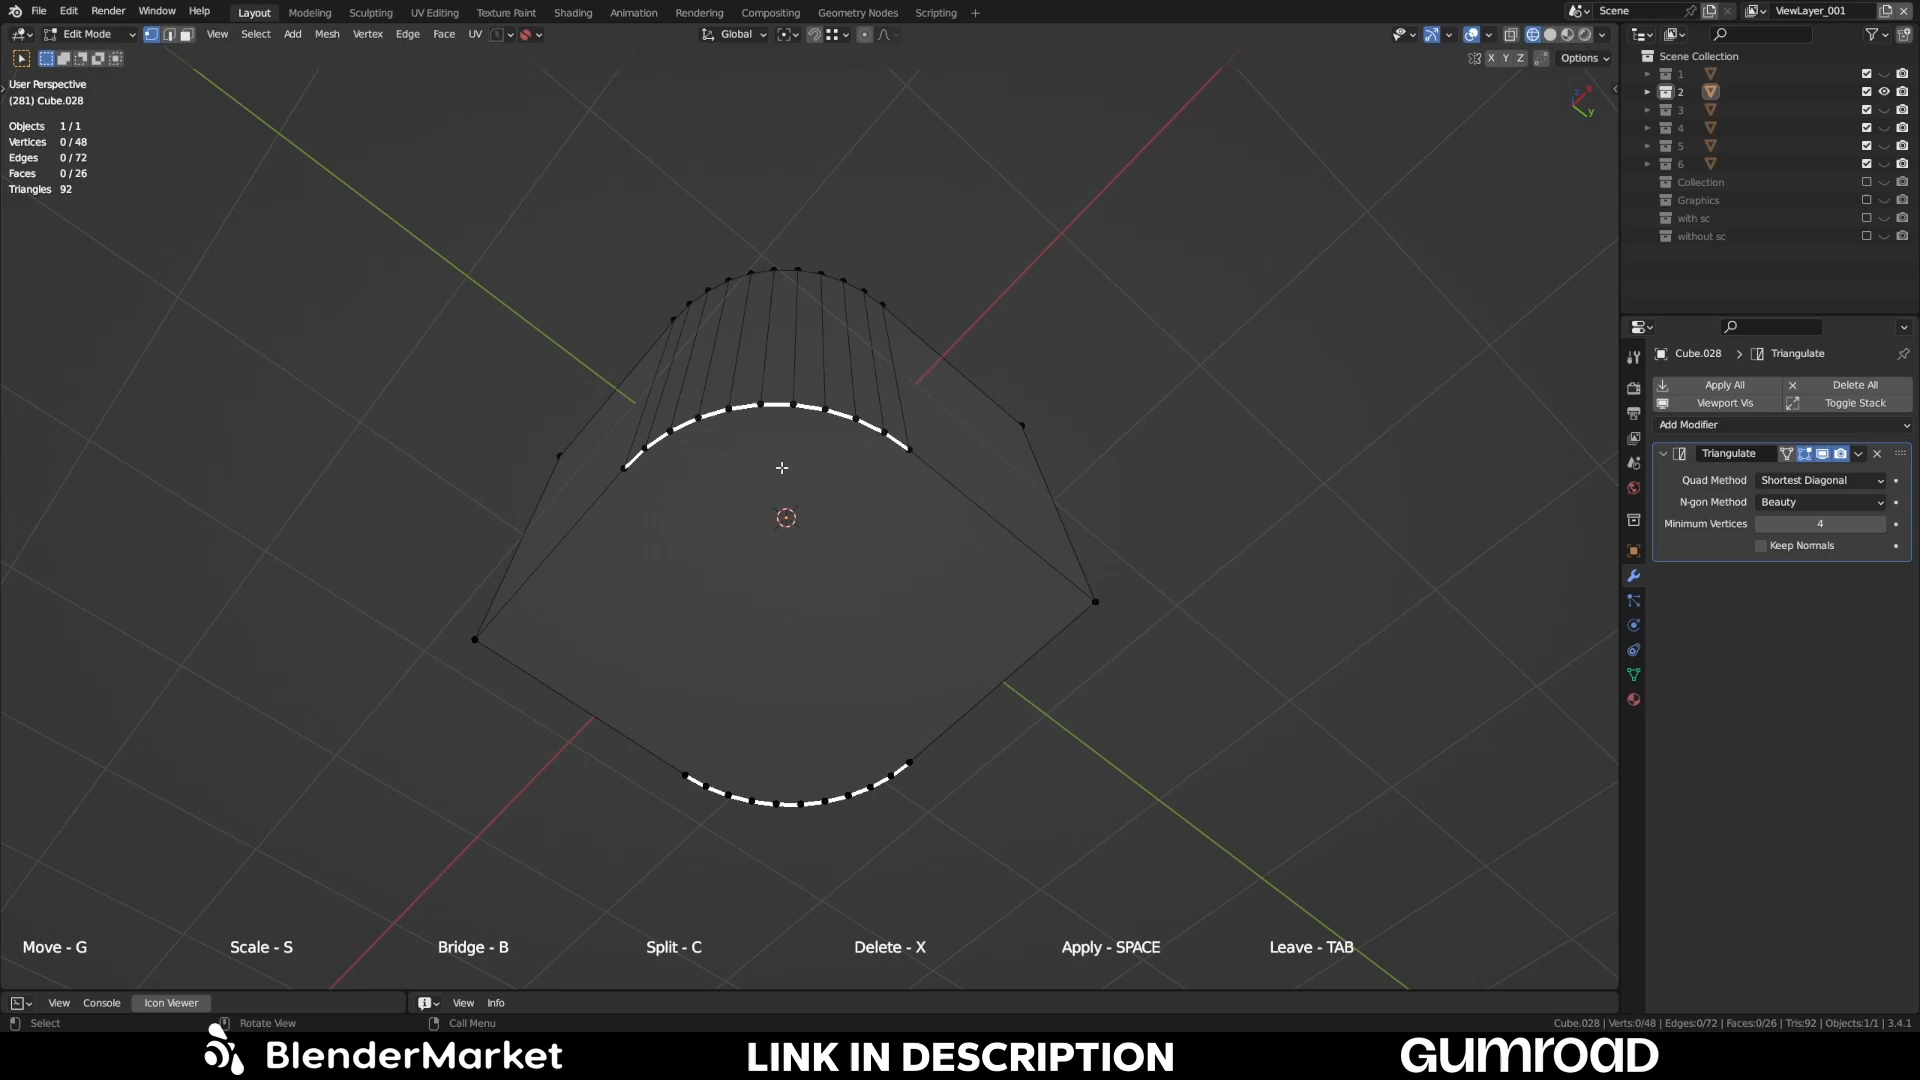 File Edit Render Window Help Layout Modeling Sculpting UV Editing Texture Paint Shading Animation Rendering Compositing Geometry Nodes Scripting + Scene ViewLayer_001
Edit Mode View Select Add Mesh Vertex Edge Face UV Global
X Y Z Options
User Perspective
(281) Cube.028
Objects 1 / 1
Vertices 0 / 48
Edges 0 / 72
Faces 0 / 26
Triangles 92
Scene Collection
1
2
3
4
5
6
Collection
Graphics
with sc
without sc
Cube.028 > Triangulate
Apply All Delete All
Viewport Vis Toggle Stack
Add Modifier
Triangulate
Quad Method Shortest Diagonal
N-gon Method Beauty
Minimum Vertices 4
Keep Normals
Move - G Scale - S Bridge - B Split - C Delete - X Apply - SPACE Leave - TAB
View Console Icon Viewer View Info
Select Rotate View Call Menu Cube.028 | Verts:0/48 | Edges:0/72 | Faces:0/26 | Tris:92 | Objects:1/1 | 3.4.1
BlenderMarket LINK IN DESCRIPTION GUMROAD